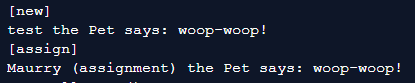 [new]
test the Pet says: woop-woop!
[assign]
Maurry (assignment) the Pet says: woop-woop!